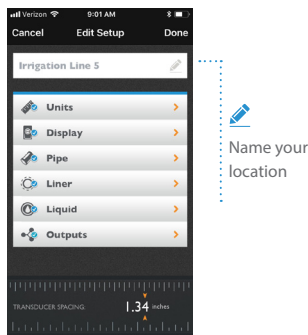 Verizon 9:01 AM
Cancel Edit Setup Done
Irrigation Line 5
Units
Display
Pipe
Liner
Liquid
Outputs
TRANSDUCER SPACING 1.34 inches
Name your
location